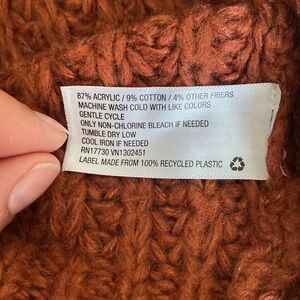 87% ACRYLIC / 9% COTTON / 4% OTHER FIBERS
MACHINE WASH COLD WITH LIKE COLORS
GENTLE CYCLE
ONLY NON-CHLORINE BLEACH IF NEEDED
TUMBLE DRY LOW
COOL IRON IF NEEDED
RN17730 VN1302451
LABEL MADE FROM 100% RECYCLED PLASTIC